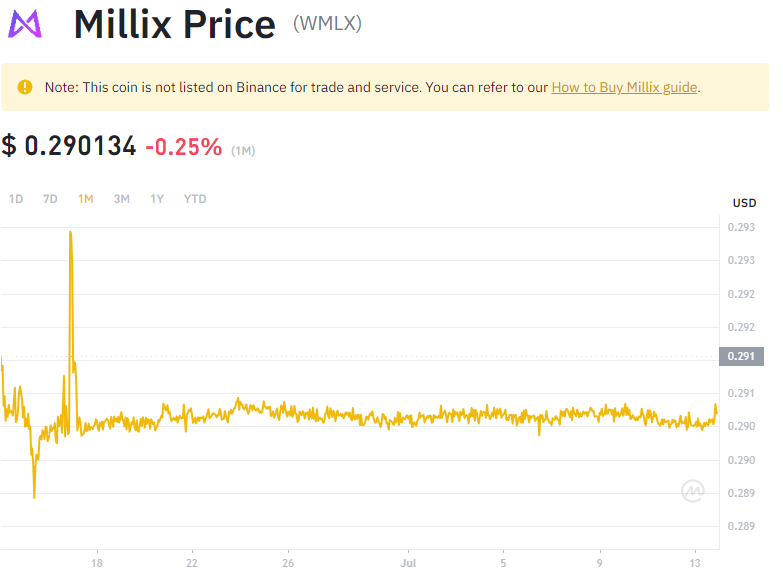 Millix Price (WMLX)
Note: This coin is not listed on Binance for trade and service. You can refer to our How to Buy Millix guide.
$ 0.290134 -0.25% (1M)
1D 7D 1M 3M 1Y YTD
USD
0.293
0.293
0.292
0.292
0.291
0.291
0.290
0.290
0.289
0.289
18 22 26 Jul 5 9 13